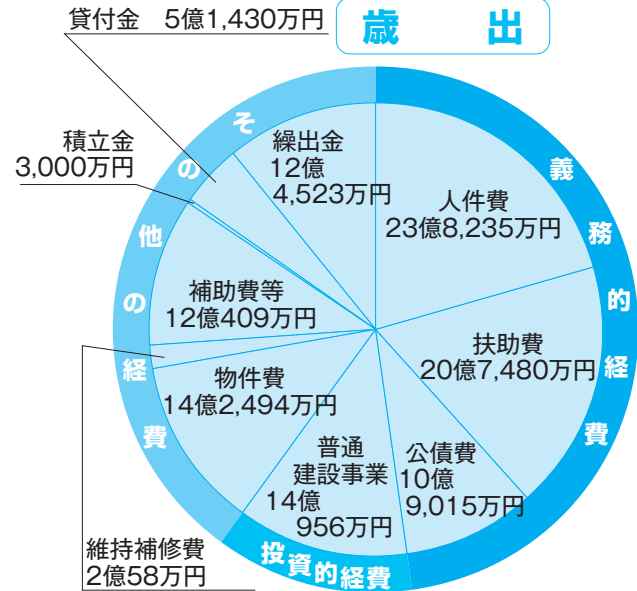 歳出
貸付金 5億1,430万円
積立金
3,000万円
繰出金
12億
4,523万円
人件費
23億8,235万円
義務的経費
その他の経費
補助費等
12億409万円
扶助費
20億7,480万円
物件費
14億2,494万円
普通
建設事業
14億
956万円
公債費
10億
9,015万円
維持補修費
2億58万円
投資的経費